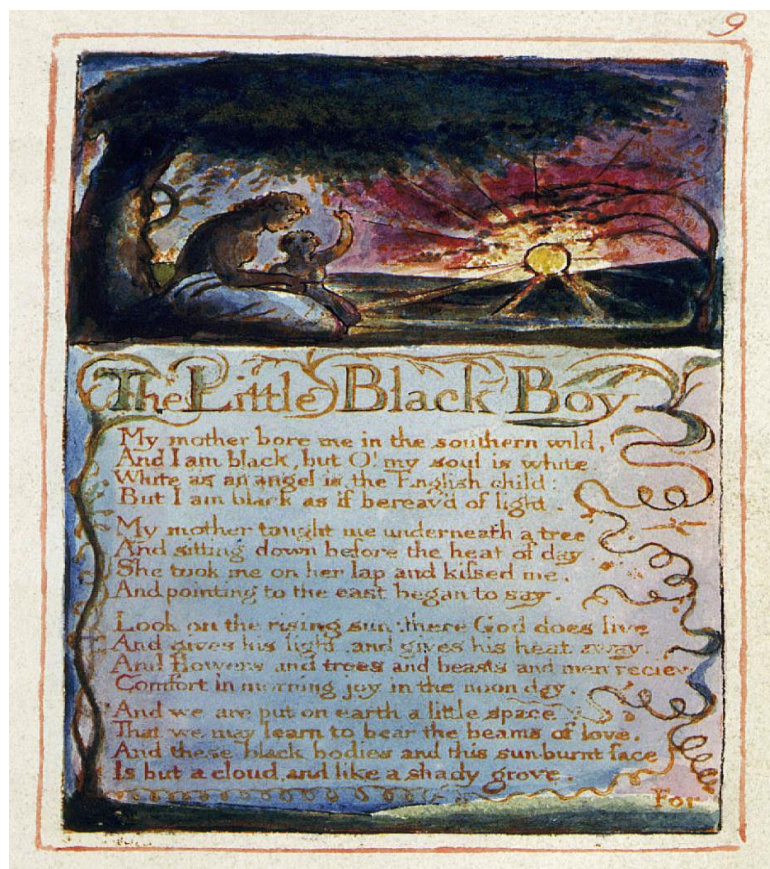 9
The Little Black Boy
My mother bore me in the southern wild,
And I am black, but O! my soul is white.
White as an angel is the English child:
But I am black as if bereav'd of light.
My mother taught me underneath a tree
And sitting down before the heat of day
She took me on her lap and kissed me,
And pointing to the east began to say.
Look on the rising sun: there God does live
And gives his light, and gives his heat away.
And flowers and trees and beasts and men recieve
Comfort in morning joy in the noon day.
And we are put on earth a little space
That we may learn to bear the beams of love.
And these black bodies and this sun-burnt face
Is but a cloud, and like a shady grove.
For